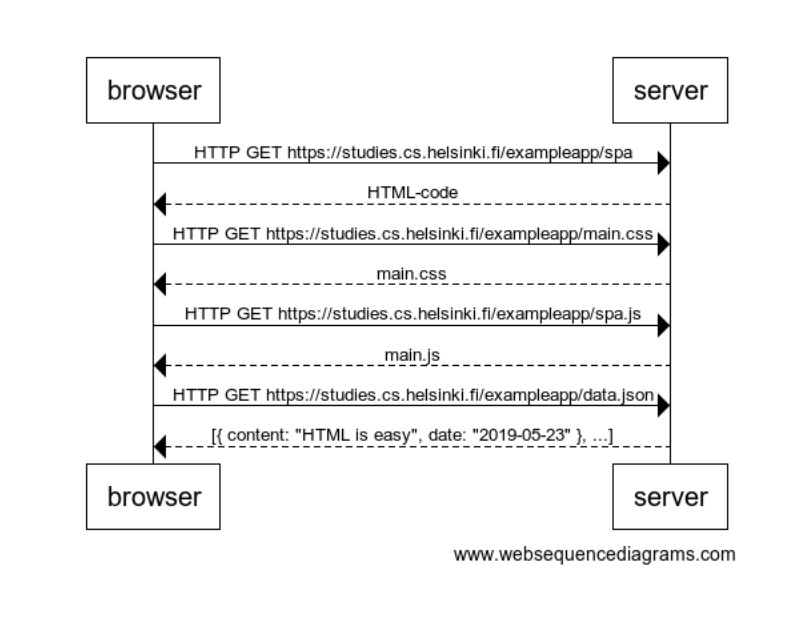 browser
server
HTTP GET https://studies.cs.helsinki.fi/exampleapp/spa
HTML-code
HTTP GET https://studies.cs.helsinki.fi/exampleapp/main.css
main.css
HTTP GET https://studies.cs.helsinki.fi/exampleapp/spa.js
main.js
HTTP GET https://studies.cs.helsinki.fi/exampleapp/data.json
[{ content: "HTML is easy", date: "2019-05-23" }, ...]
browser
server
www.websequencediagrams.com